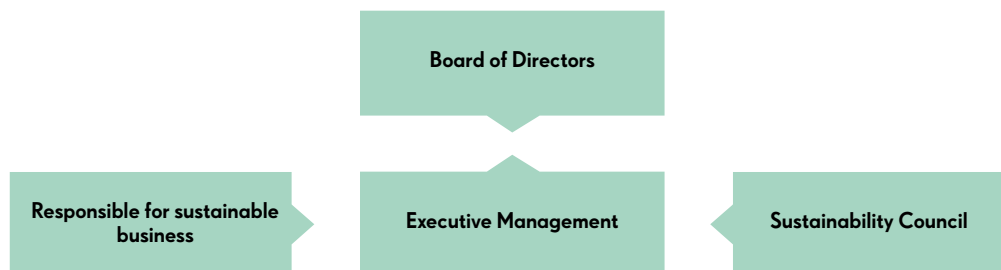 Board of Directors
Responsible for sustainable
business
Executive Management
Sustainability Council